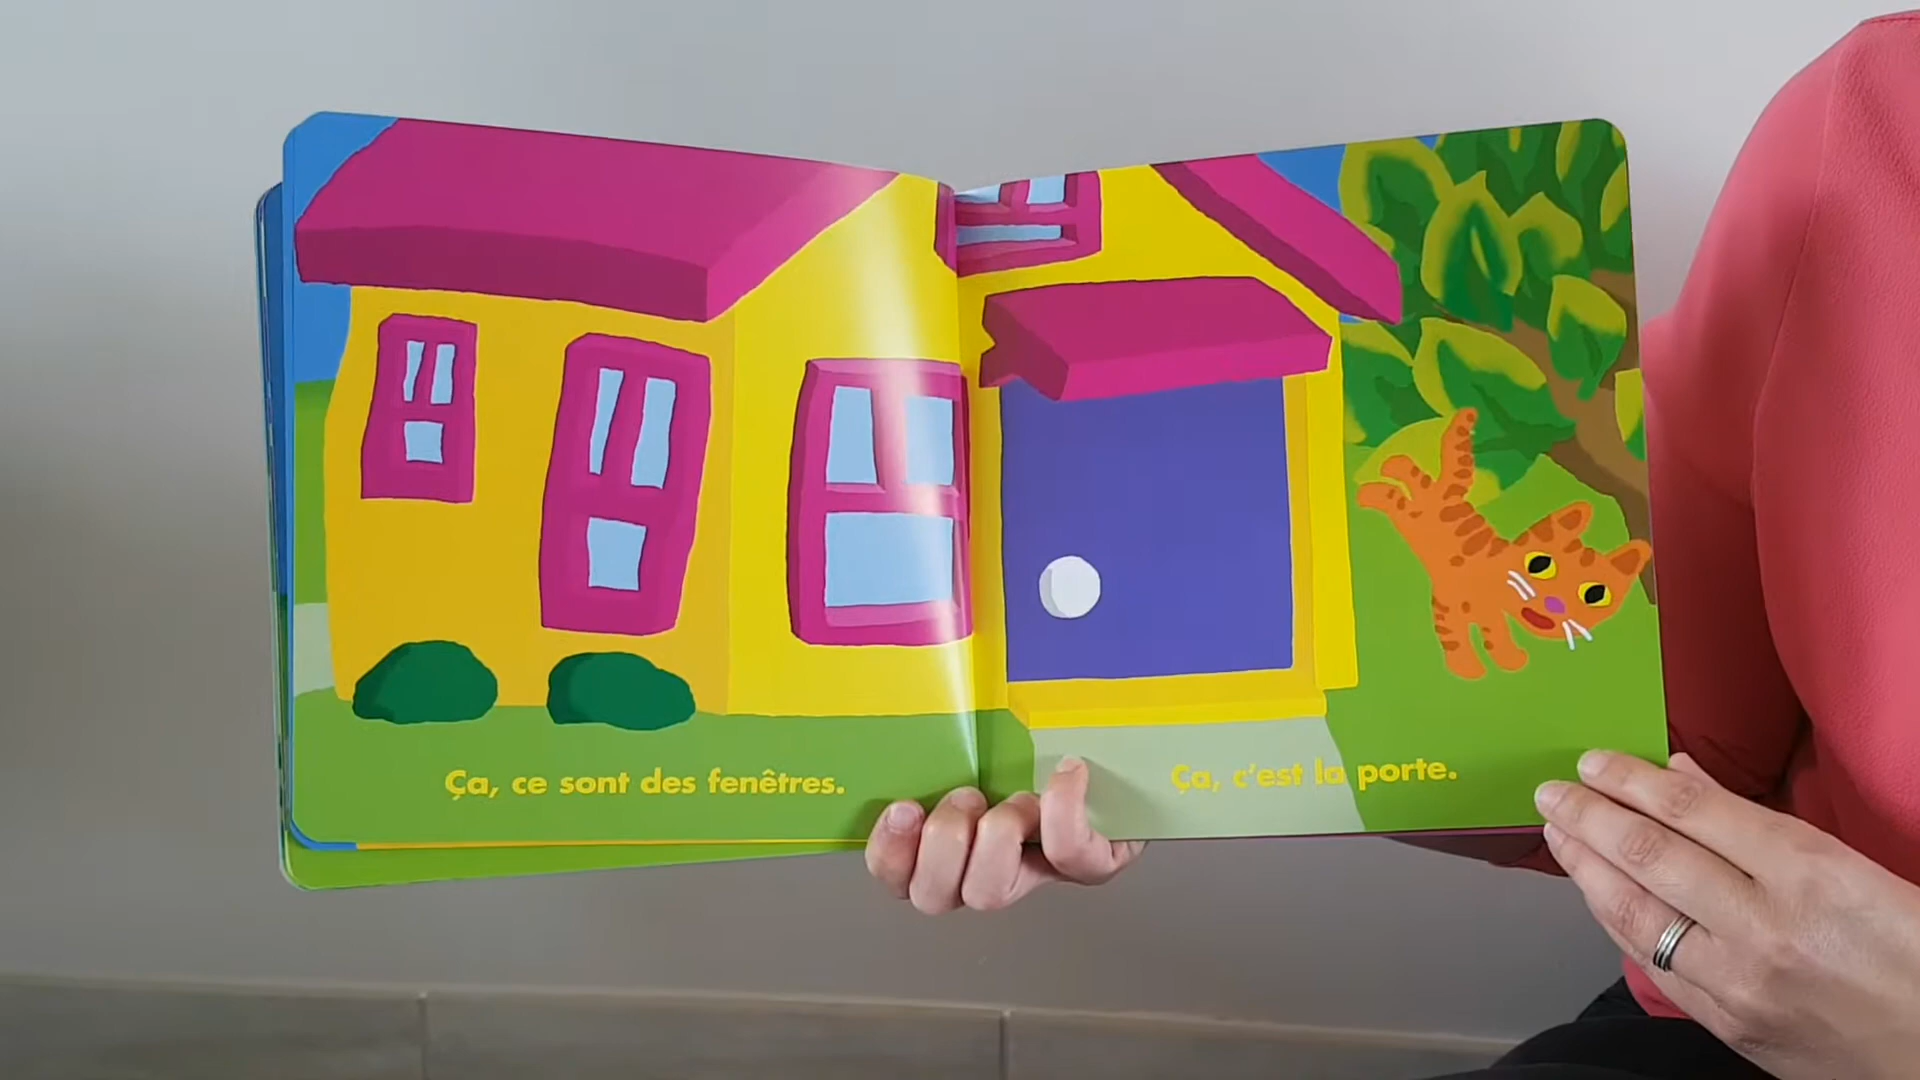 Ça, ce sont des fenêtres.
Ça, c'est la porte.